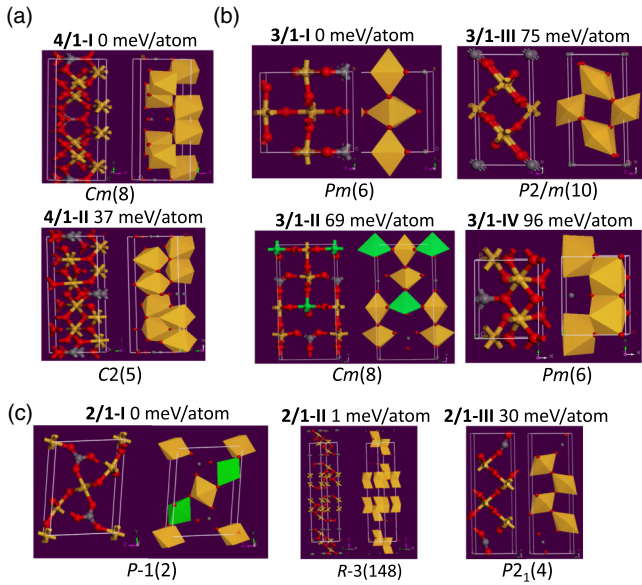 (a)
4/1-I 0 meV/atom
Cm(8)
4/1-II 37 meV/atom
C2(5)
(b)
3/1-I 0 meV/atom
Pm(6)
3/1-III 75 meV/atom
P2/m(10)
3/1-II 69 meV/atom
Cm(8)
3/1-IV 96 meV/atom
Pm(6)
(c)
2/1-I 0 meV/atom
P-1(2)
2/1-II 1 meV/atom
R-3(148)
2/1-III 30 meV/atom
P2₁(4)